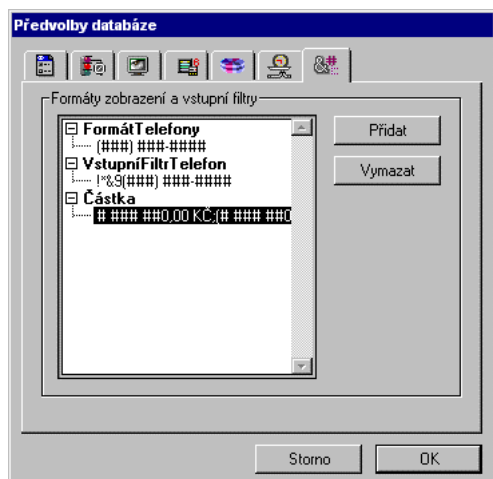 Předvolby databáze
&#
Formáty zobrazení a vstupní filtry
FormátTelefony
(###) ###-####
VstupníFiltrTelefon
!*&9(###) ###-####
Částka
# ### ##0,00 KČ;(# ### ##0
Přidat
Vymazat
Storno
OK